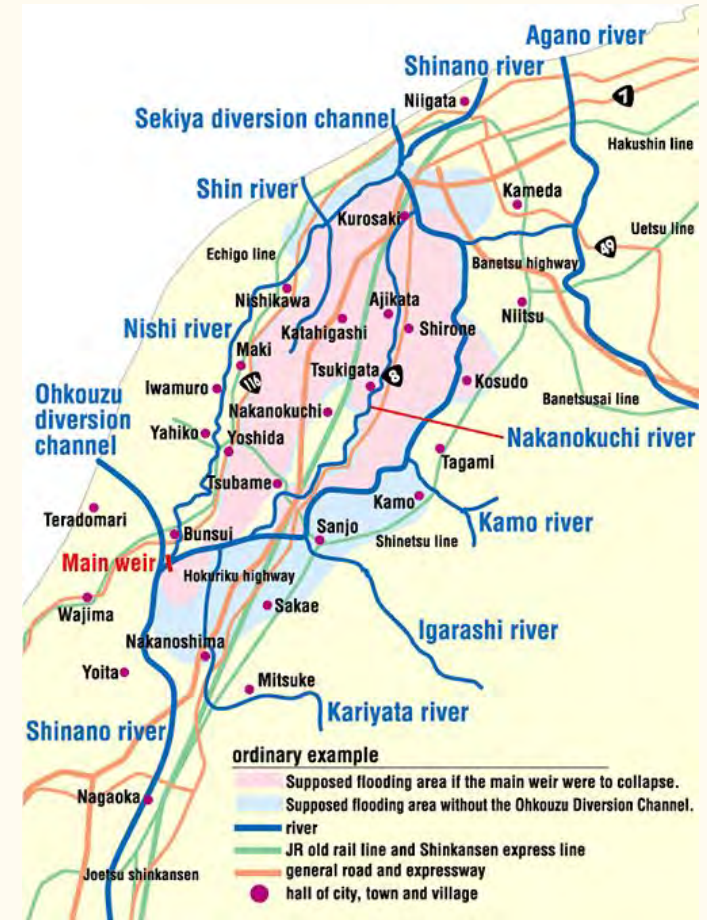 Agano river
Shinano river
Niigata
7
Sekiya diversion channel
Hakushin line
Shin river
Kameda
Kurosaki
Uetsu line
49
Echigo line
Banetsu highway
Nishikawa
Ajikata
Niitsu
Nishi river
Katahigashi
Shirone
Maki
Tsukigata
8
Kosudo
Iwamuro
116
Banetsusai line
Ohkouzu
diversion
channel
Nakanokuchi
Yahiko
Yoshida
Nakanokuchi river
Tagami
Tsubame
Kamo
Teradomari
Bunsui
Sanjo
Kamo river
Shinetsu line
Main weir
Hokuriku highway
Wajima
Sakae
Igarashi river
Nakanoshima
Yoita
Mitsuke
Kariyata river
Shinano river
ordinary example
Supposed flooding area if the main weir were to collapse.
Supposed flooding area without the Ohkouzu Diversion Channel.
river
JR old rail line and Shinkansen express line
general road and expressway
hall of city, town and village
Nagaoka
Joetsu shinkansen